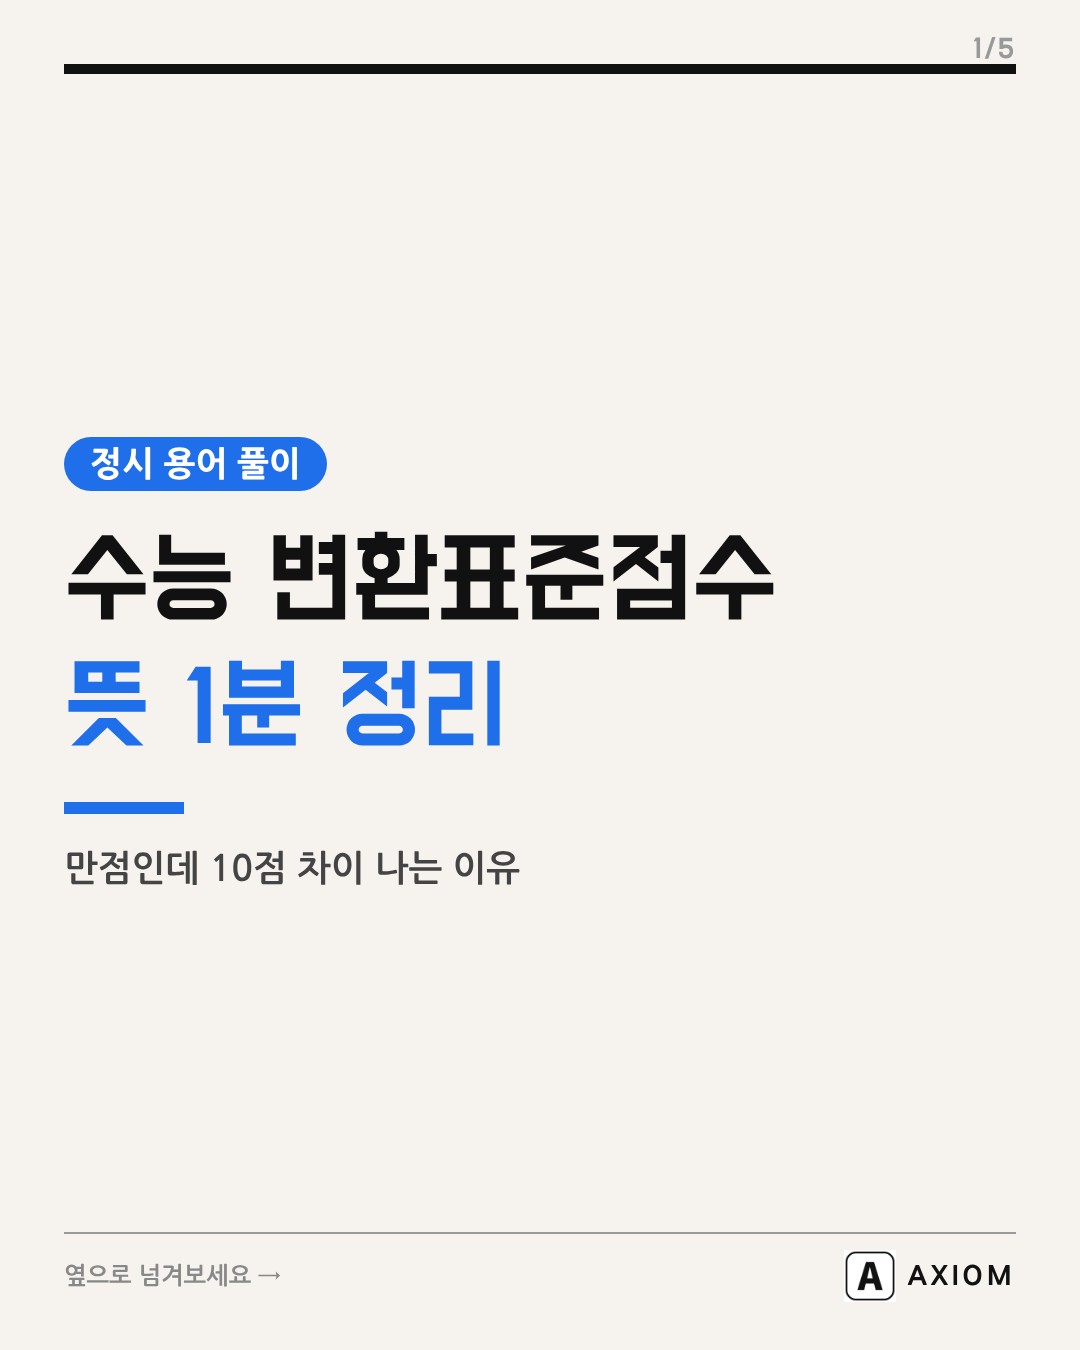 1/5
정시 용어 풀이
수능 변환표준점수
뜻 1분 정리
만점인데 10점 차이 나는 이유
옆으로 넘겨보세요 →
A AXIOM